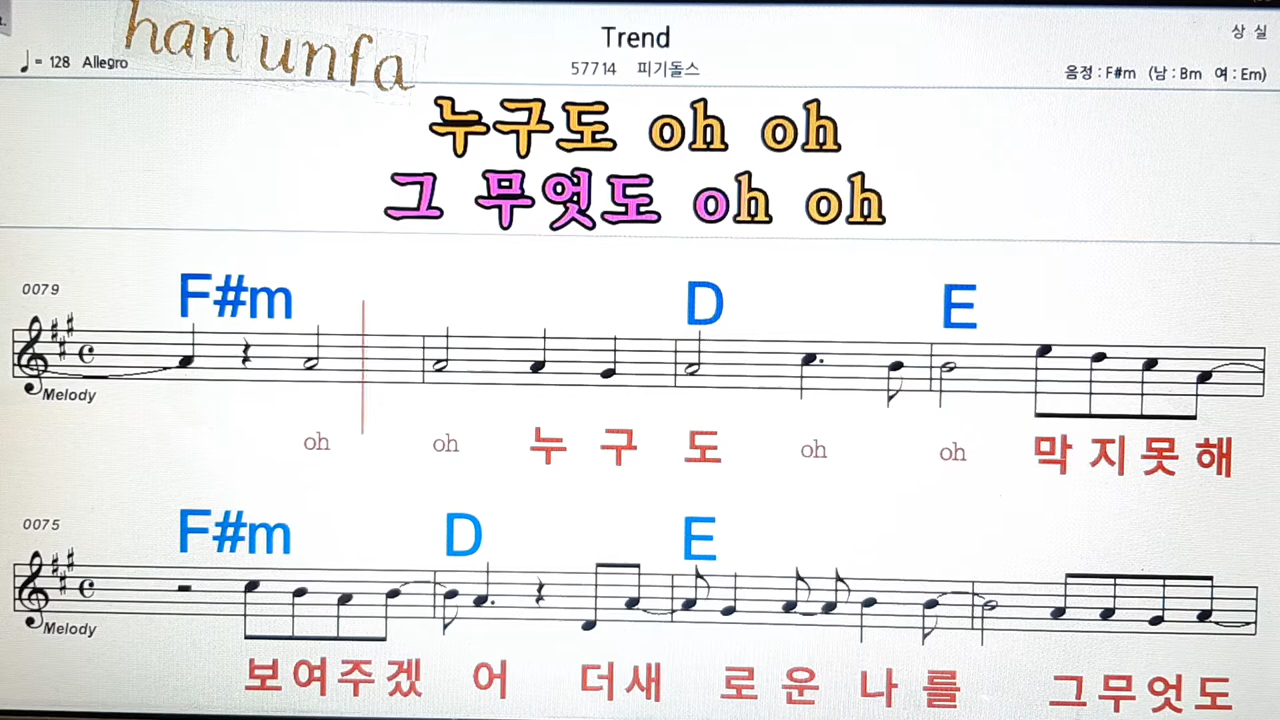 han unfa
Trend
상 실
♩= 128 Allegro
57714 피기돌스
음정 : F#m (남 : Bm 여 : Em)
누구도 oh oh
그 무엇도 oh oh
0079
F#m D E
Melody
oh oh 누 구 도 oh oh 막 지 못 해
0075
F#m D E
Melody
보 여 주 겠 어 더 새 로 운 나 를 그 무 엇 도